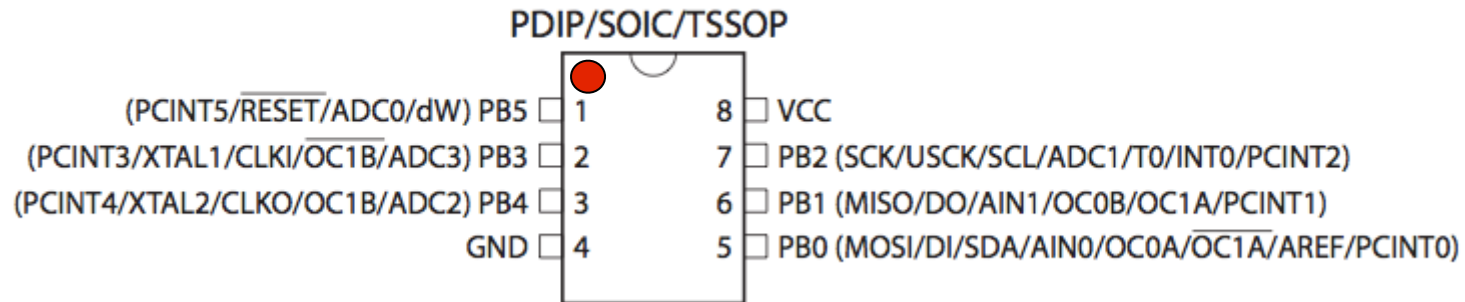 PDIP/SOIC/TSSOP
(PCINT5/RESET/ADC0/dW) PB5 1 8 VCC
(PCINT3/XTAL1/CLKI/OC1B/ADC3) PB3 2 7 PB2 (SCK/USCK/SCL/ADC1/T0/INT0/PCINT2)
(PCINT4/XTAL2/CLKO/OC1B/ADC2) PB4 3 6 PB1 (MISO/DO/AIN1/OC0B/OC1A/PCINT1)
GND 4 5 PB0 (MOSI/DI/SDA/AIN0/OC0A/OC1A/AREF/PCINT0)